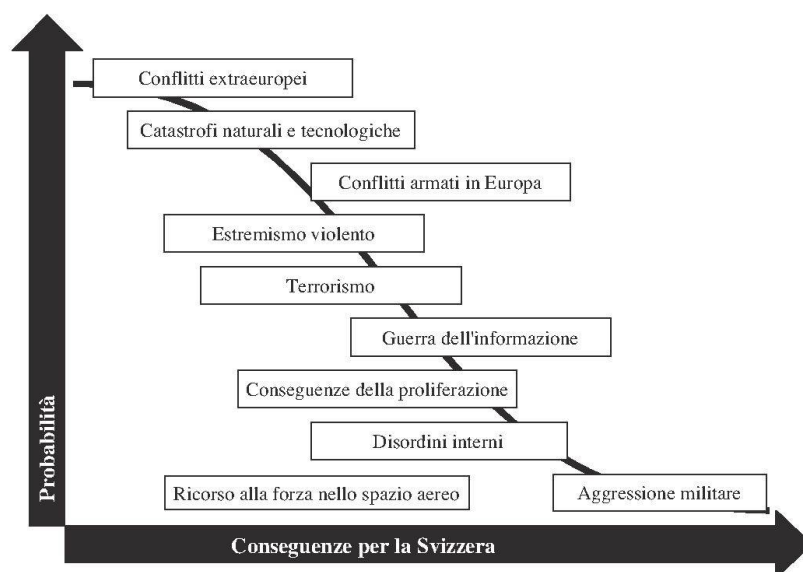 Conflitti extraeuropei
Catastrofi naturali e tecnologiche
Conflitti armati in Europa
Estremismo violento
Terrorismo
Guerra dell'informazione
Conseguenze della proliferazione
Disordini interni
Ricorso alla forza nello spazio aereo
Aggressione militare
Probabilità
Conseguenze per la Svizzera